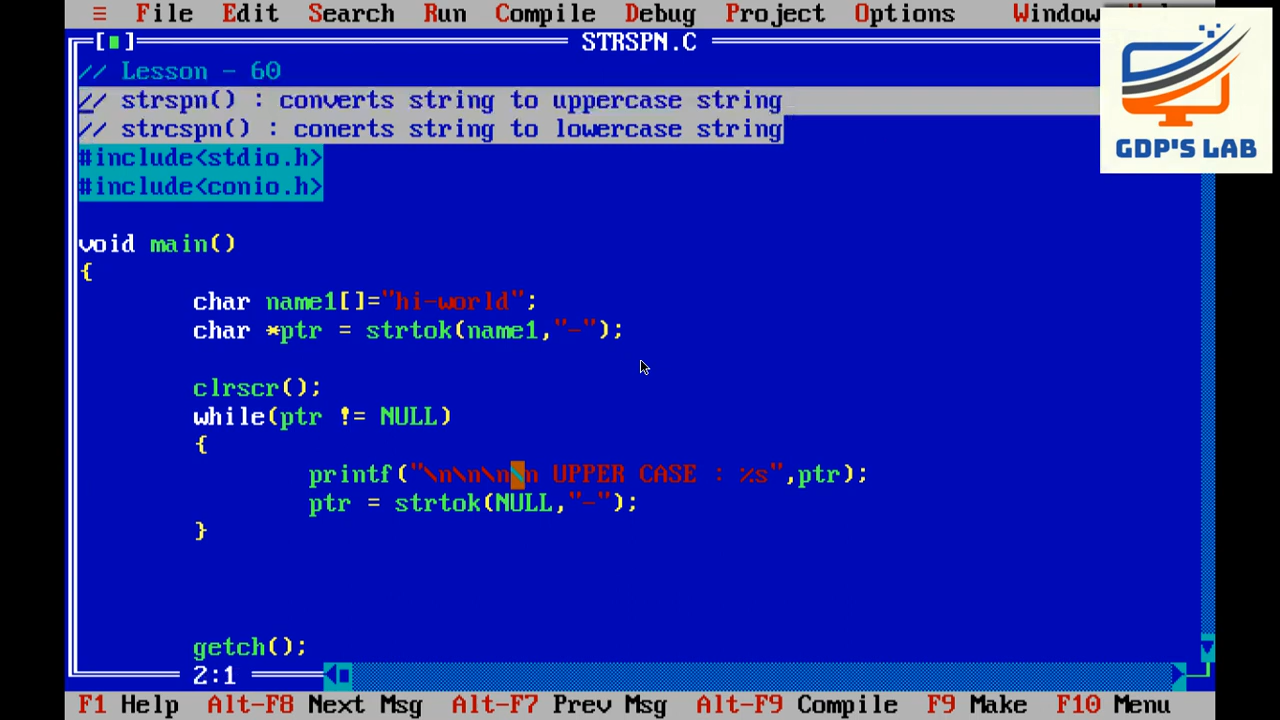 ≡ File Edit Search Run Compile Debug Project Options Window
[■] STRSPN.C
// Lesson - 60
// strspn() : converts string to uppercase string
// strcspn() : conerts string to lowercase string
#include<stdio.h>
#include<conio.h>
void main()
{
char name1[]="hi-world";
char *ptr = strtok(name1,"-");
clrscr();
while(ptr != NULL)
{
printf("\n\n\n\n UPPER CASE : %s",ptr);
ptr = strtok(NULL,"-");
}
getch();
2:1
F1 Help Alt-F8 Next Msg Alt-F7 Prev Msg Alt-F9 Compile F9 Make F10 Menu
GDP'S LAB